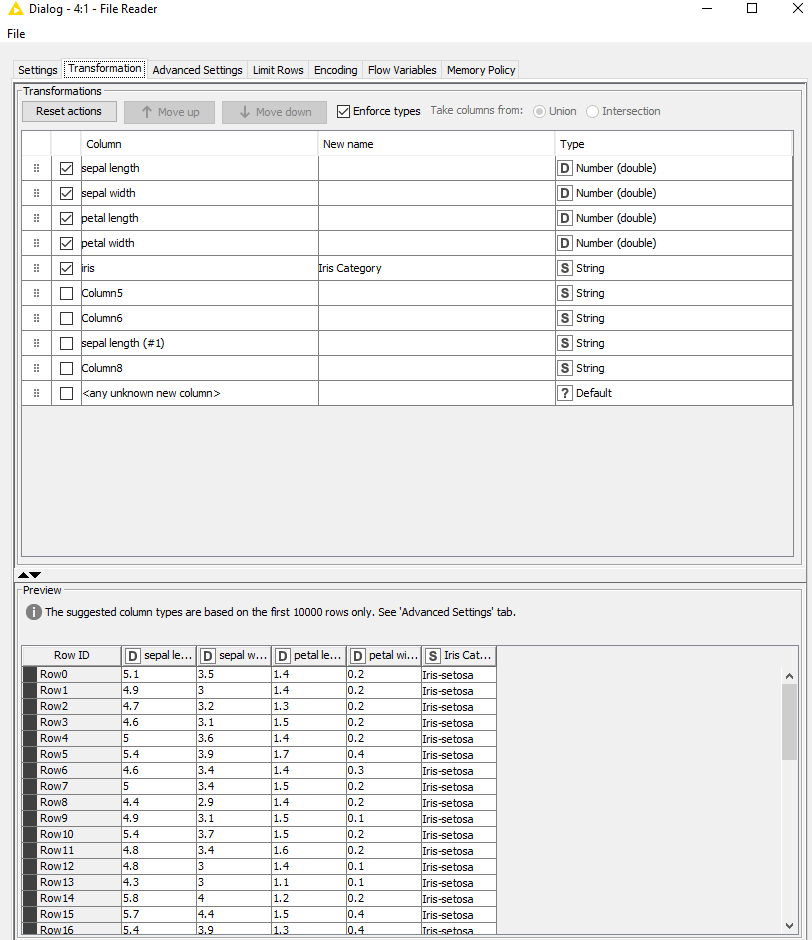 Dialog - 4:1 - File Reader
File
Settings Transformation Advanced Settings Limit Rows Encoding Flow Variables Memory Policy
Transformations
Reset actions Move up Move down Enforce types Take columns from: Union Intersection
Column New name Type
sepal length D Number (double)
sepal width D Number (double)
petal length D Number (double)
petal width D Number (double)
iris Iris Category S String
Column5 S String
Column6 S String
sepal length (#1) S String
Column8 S String
<any unknown new column> ? Default
Preview
i The suggested column types are based on the first 10000 rows only. See 'Advanced Settings' tab.
Row ID D sepal le... D sepal w... D petal le... D petal wi... S Iris Cat...
Row0 5.1 3.5 1.4 0.2 Iris-setosa
Row1 4.9 3 1.4 0.2 Iris-setosa
Row2 4.7 3.2 1.3 0.2 Iris-setosa
Row3 4.6 3.1 1.5 0.2 Iris-setosa
Row4 5 3.6 1.4 0.2 Iris-setosa
Row5 5.4 3.9 1.7 0.4 Iris-setosa
Row6 4.6 3.4 1.4 0.3 Iris-setosa
Row7 5 3.4 1.5 0.2 Iris-setosa
Row8 4.4 2.9 1.4 0.2 Iris-setosa
Row9 4.9 3.1 1.5 0.1 Iris-setosa
Row10 5.4 3.7 1.5 0.2 Iris-setosa
Row11 4.8 3.4 1.6 0.2 Iris-setosa
Row12 4.8 3 1.4 0.1 Iris-setosa
Row13 4.3 3 1.1 0.1 Iris-setosa
Row14 5.8 4 1.2 0.2 Iris-setosa
Row15 5.7 4.4 1.5 0.4 Iris-setosa
Row16 5.4 3.9 1.3 0.4 Iris-setosa